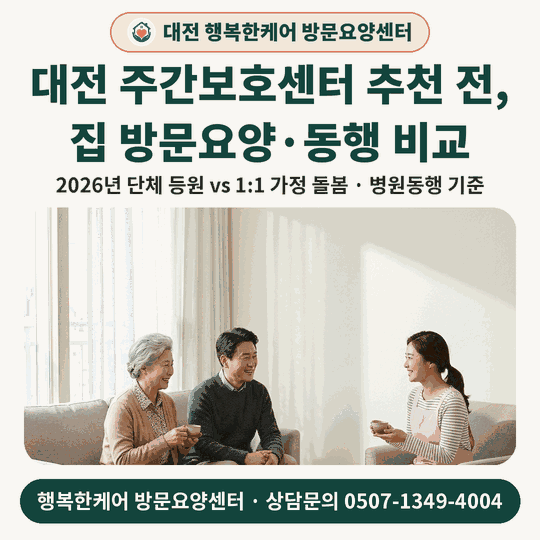 대전 행복한케어 방문요양센터
대전 주간보호센터 추천 전,
집 방문요양·동행 비교
2026년 단체 등원 vs 1:1 가정 돌봄 · 병원동행 기준
행복한케어 방문요양센터 · 상담문의 0507-1349-4004